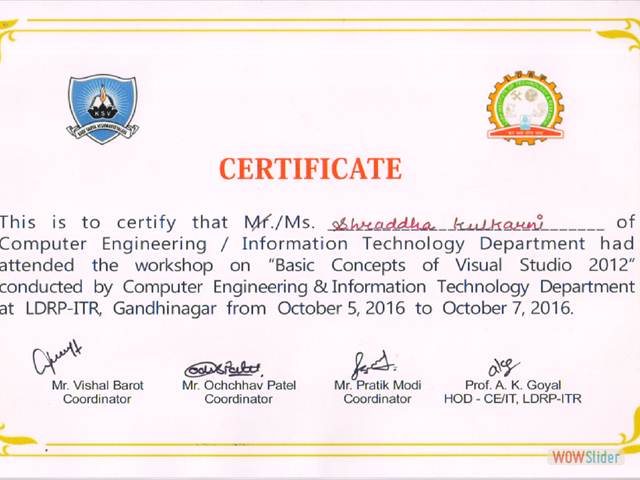 KSV
LDRP
CERTIFICATE
This is to certify that Mr./Ms. Shraddha Kulkarni of
Computer Engineering / Information Technology Department had
attended the workshop on "Basic Concepts of Visual Studio 2012"
conducted by Computer Engineering & Information Technology Department
at LDRP-ITR, Gandhinagar from October 5, 2016 to October 7, 2016.
Mr. Vishal Barot Mr. Ochchhav Patel Mr. Pratik Modi Prof. A. K. Goyal
Coordinator Coordinator Coordinator HOD - CE/IT, LDRP-ITR
WOWSlider